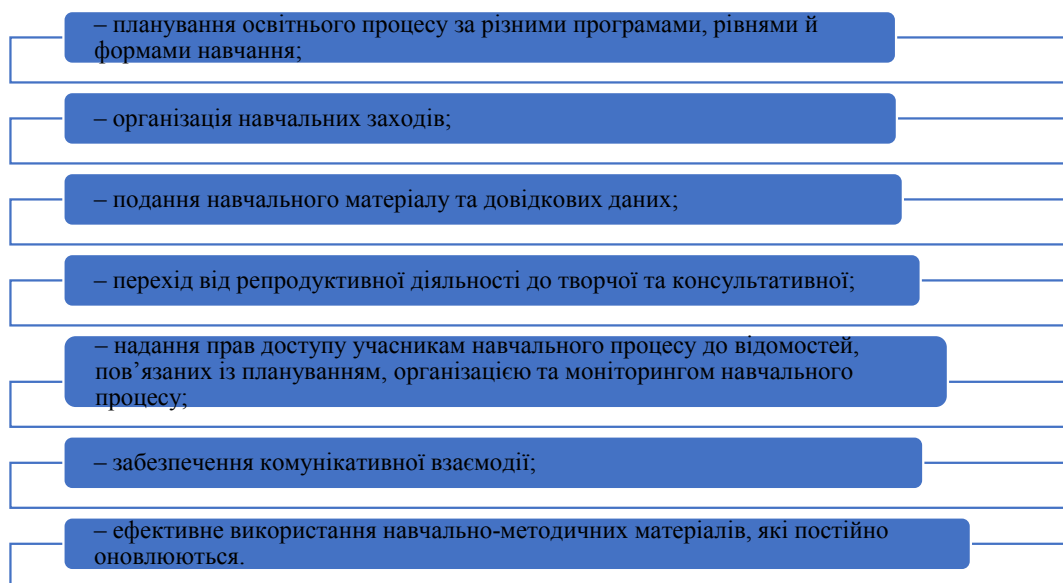 – планування освітнього процесу за різними програмами, рівнями й
формами навчання;
– організація навчальних заходів;
– подання навчального матеріалу та довідкових даних;
– перехід від репродуктивної діяльності до творчої та консультативної;
– надання прав доступу учасникам навчального процесу до відомостей,
пов’язаних із плануванням, організацією та моніторингом навчального
процесу;
– забезпечення комунікативної взаємодії;
– ефективне використання навчально-методичних матеріалів, які постійно
оновлюються.